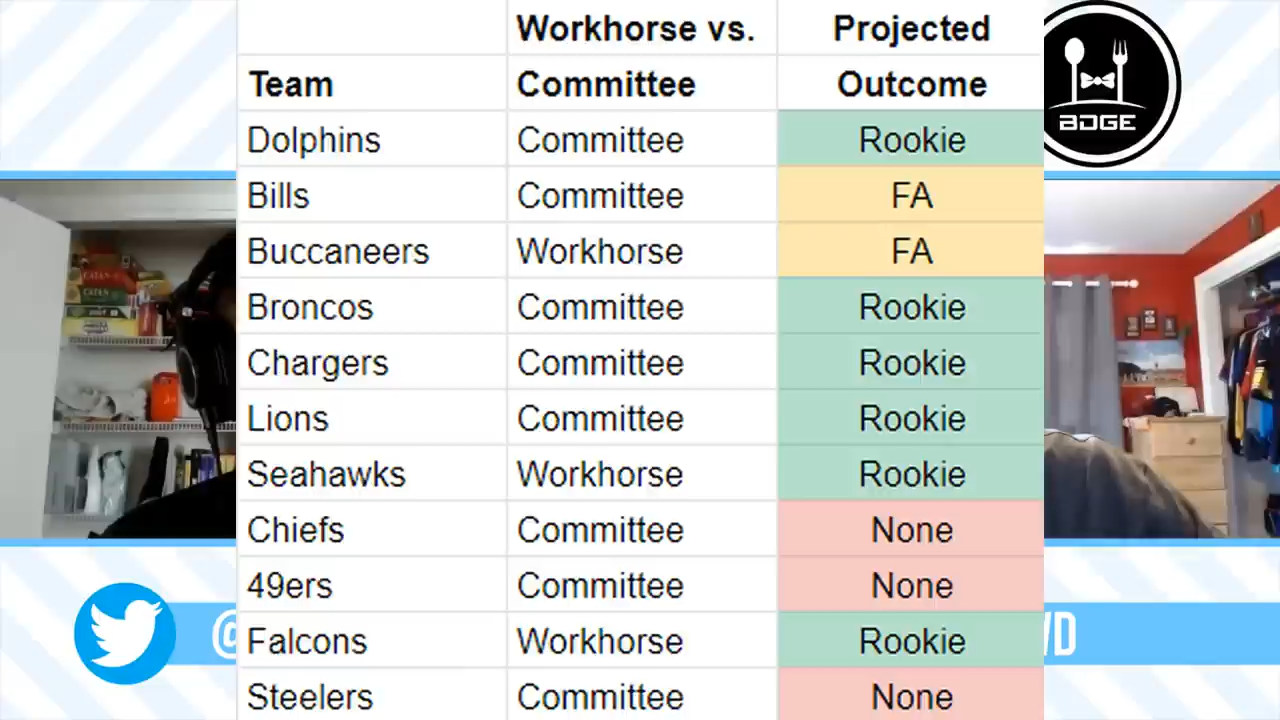 Workhorse vs. Projected
Team Committee Outcome
Dolphins Committee Rookie
Bills Committee FA
Buccaneers Workhorse FA
Broncos Committee Rookie
Chargers Committee Rookie
Lions Committee Rookie
Seahawks Workhorse Rookie
Chiefs Committee None
49ers Committee None
Falcons Workhorse Rookie
Steelers Committee None
BDGE
CATAN
CATAN
@